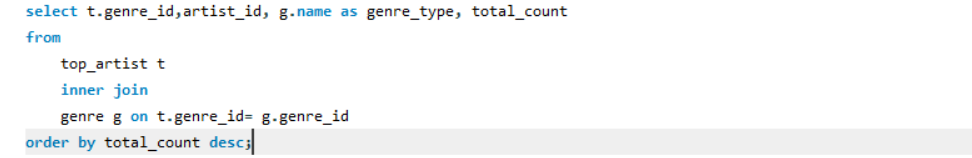 select t.genre_id,artist_id, g.name as genre_type, total_count
from
top_artist t
inner join
genre g on t.genre_id= g.genre_id
order by total_count desc;